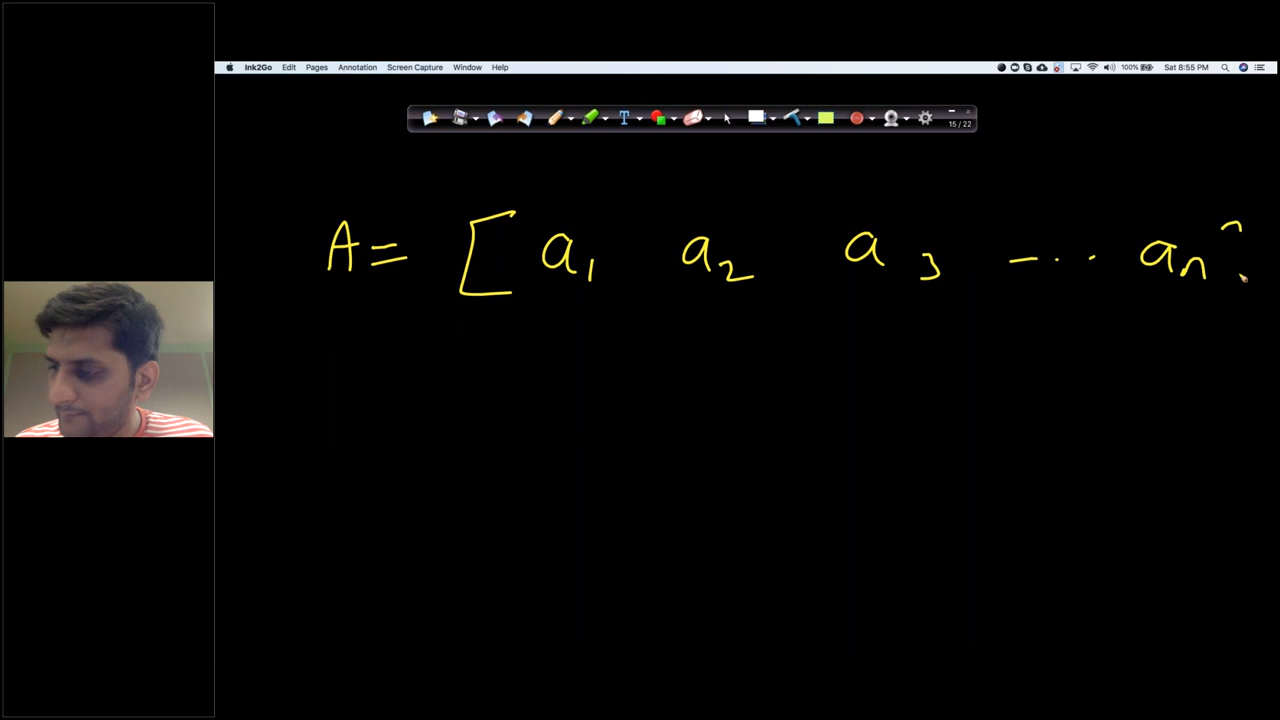 Ink2Go Edit Pages Annotation Screen Capture Window Help 100% Sat 8:55 PM
T 15 / 22
A = [ a1 a2 a3 -... an